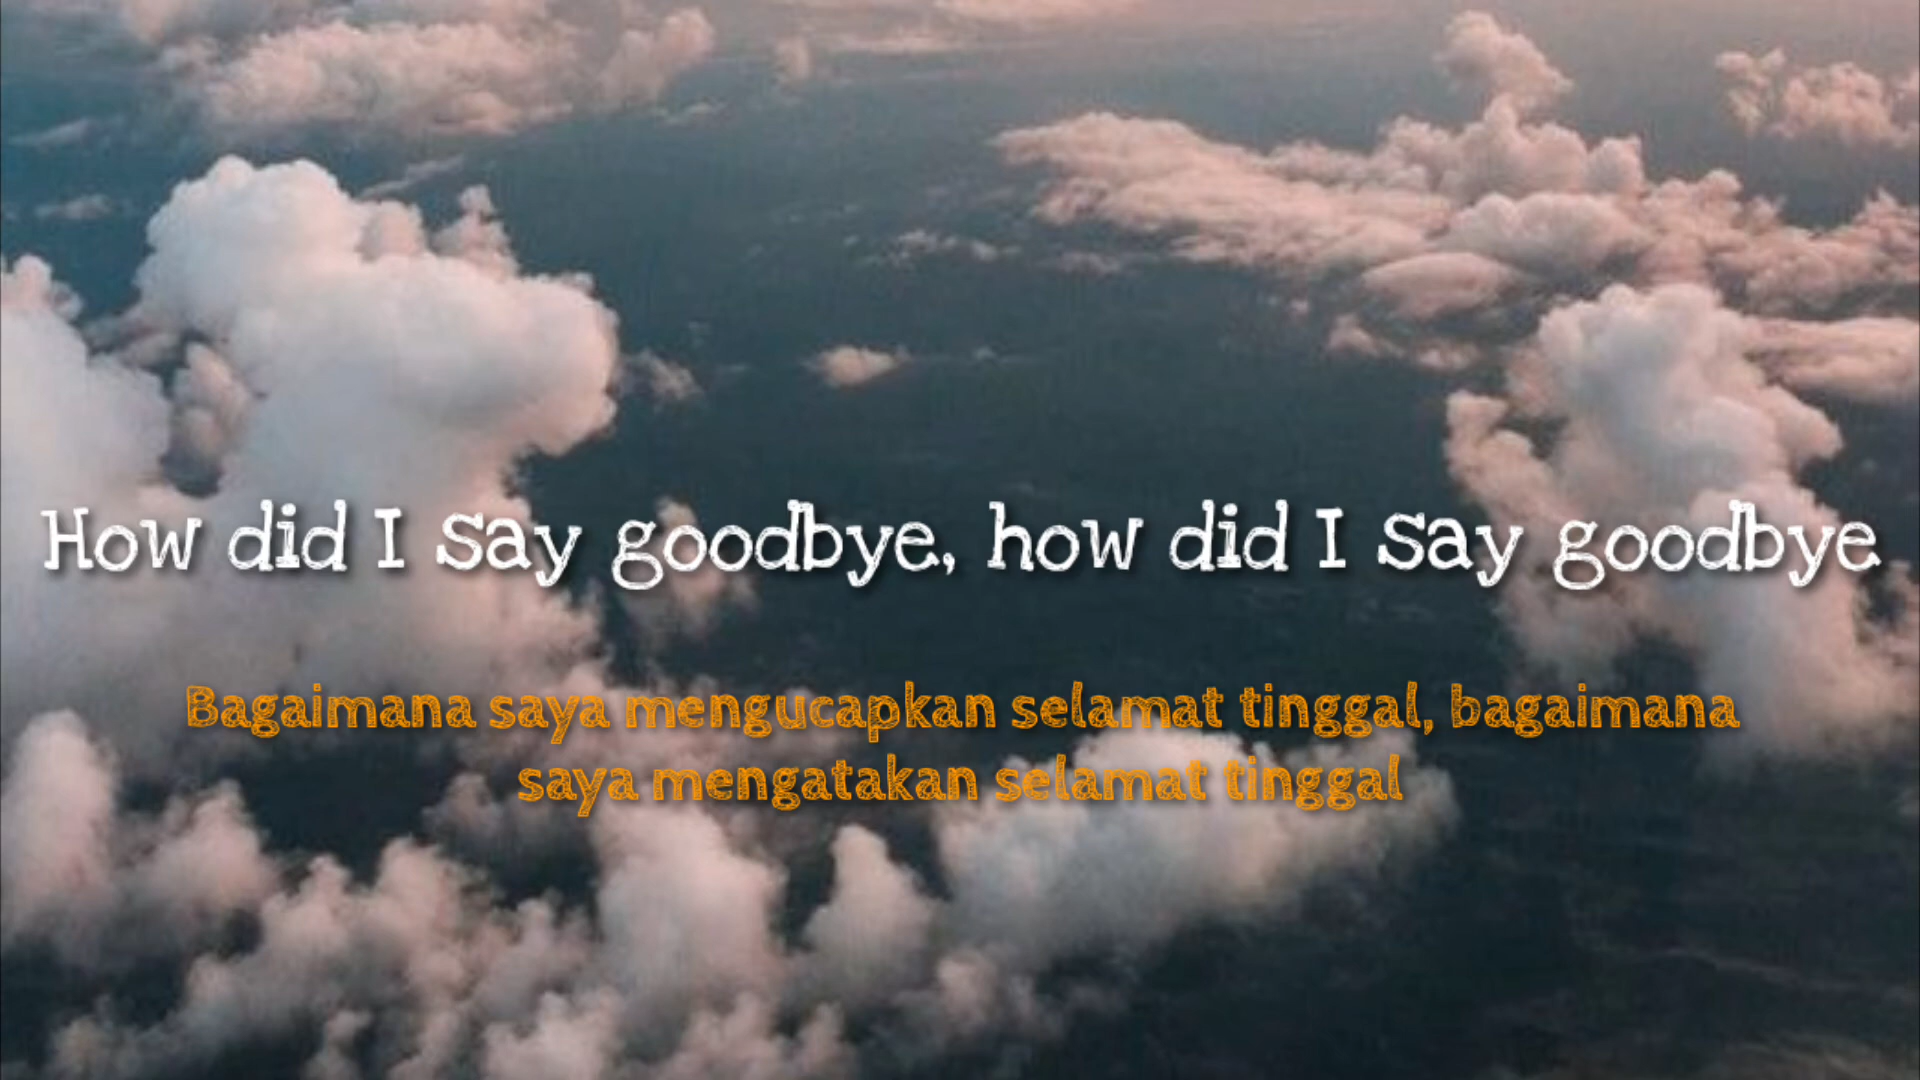 How did I say goodbye, how did I say goodbye
Bagaimana saya mengucapkan selamat tinggal, bagaimana
saya mengatakan selamat tinggal